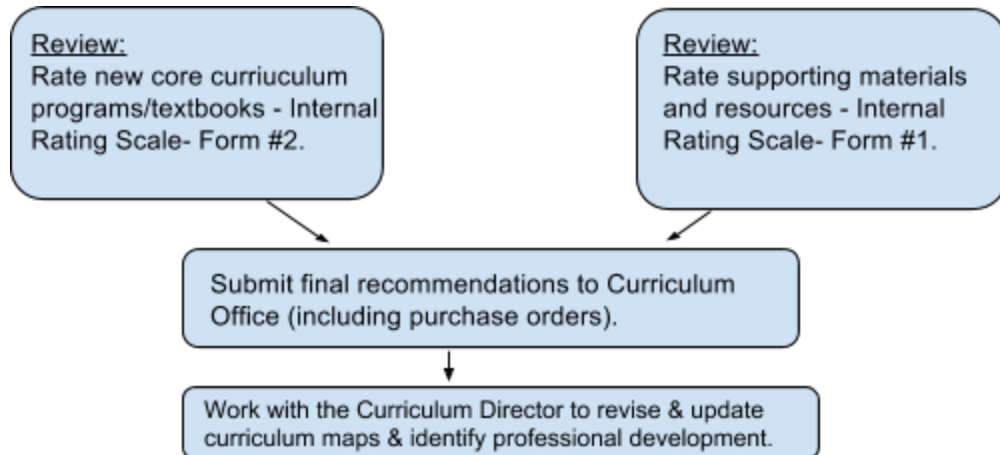 Review:
Rate new core curriuculum
programs/textbooks - Internal
Rating Scale- Form #2.
Review:
Rate supporting materials
and resources - Internal
Rating Scale- Form #1.
Submit final recommendations to Curriculum
Office (including purchase orders).
Work with the Curriculum Director to revise & update
curriculum maps & identify professional development.